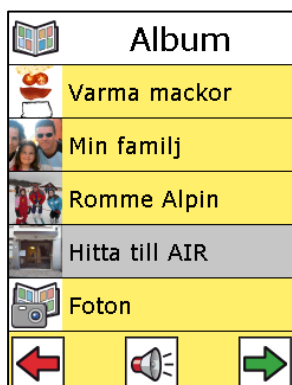 Album
Varma mackor
Min familj
Romme Alpin
Hitta till AIR
Foton